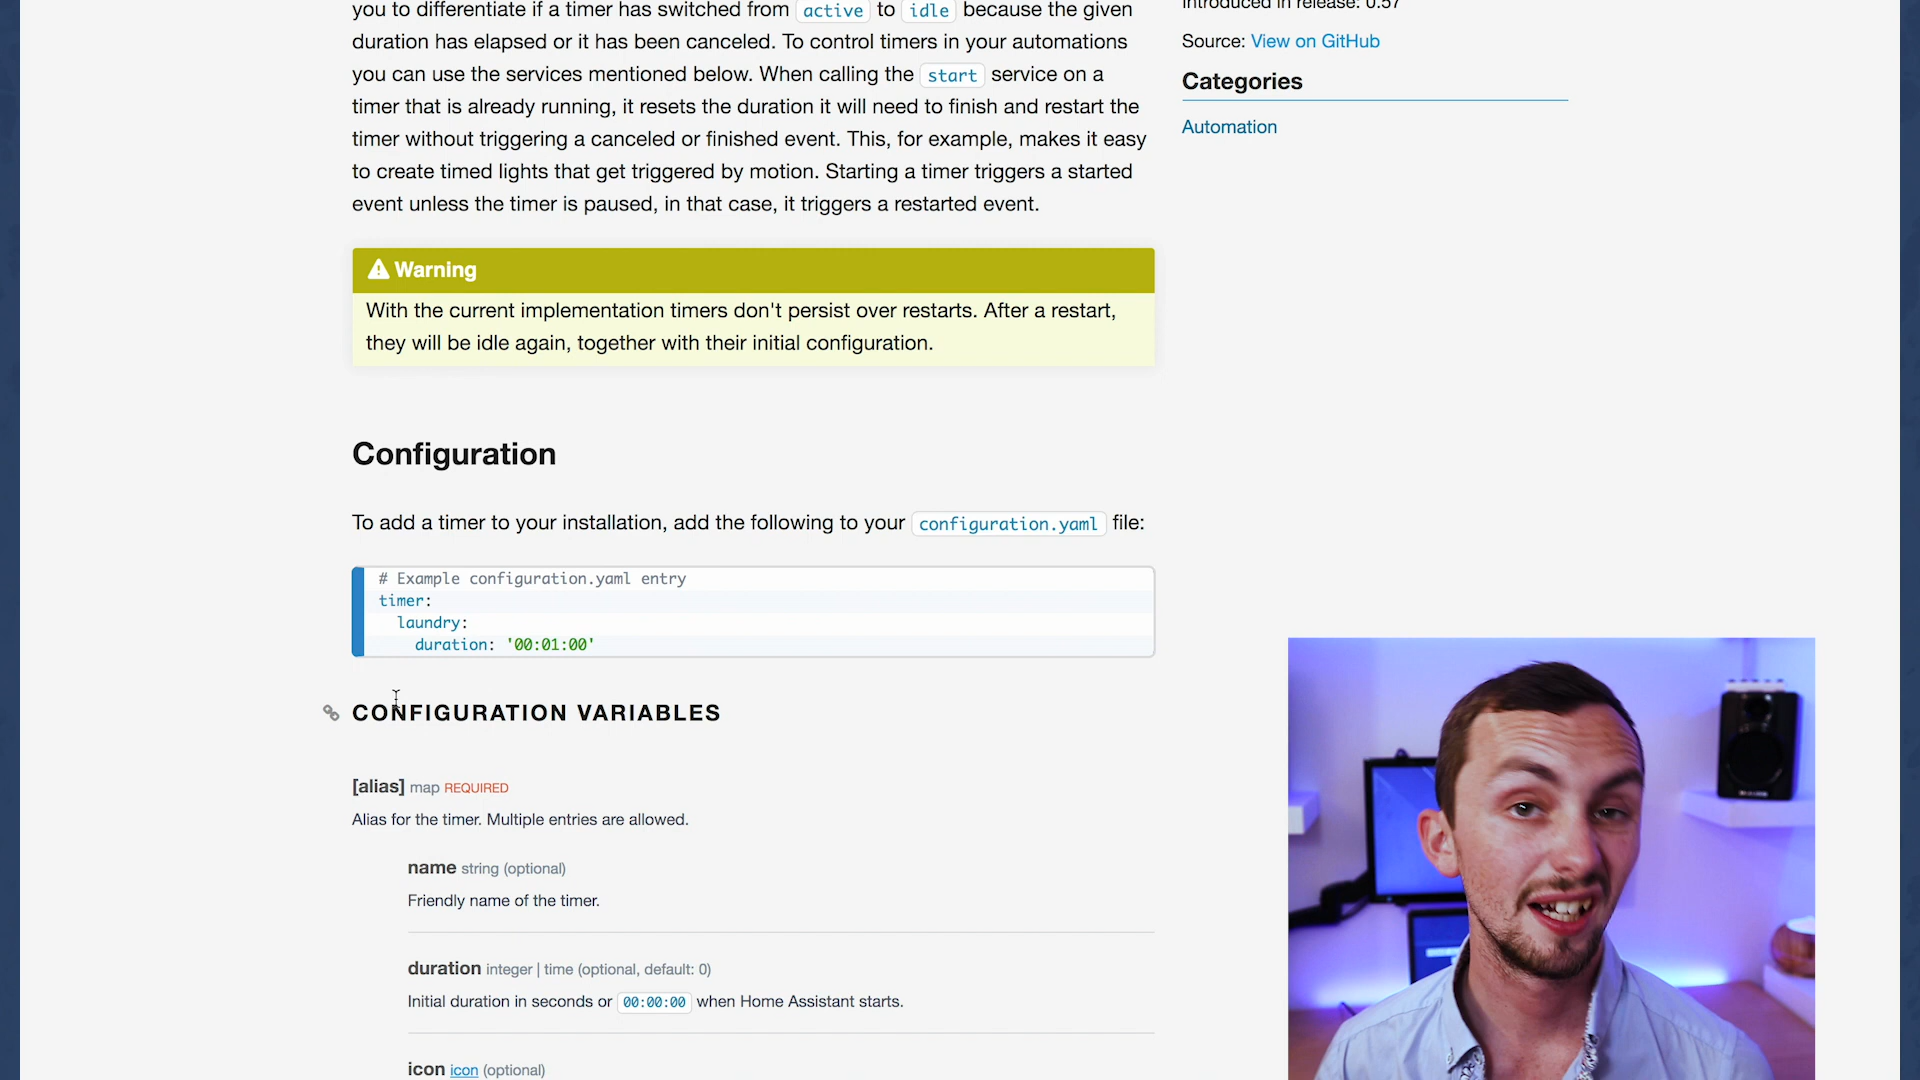 you to differentiate if a timer has switched from active to idle because the given
duration has elapsed or it has been canceled. To control timers in your automations
you can use the services mentioned below. When calling the start service on a
timer that is already running, it resets the duration it will need to finish and restart the
timer without triggering a canceled or finished event. This, for example, makes it easy
to create timed lights that get triggered by motion. Starting a timer triggers a started
event unless the timer is paused, in that case, it triggers a restarted event.
Warning
With the current implementation timers don't persist over restarts. After a restart,
they will be idle again, together with their initial configuration.
Configuration
To add a timer to your installation, add the following to your configuration.yaml file:
# Example configuration.yaml entry
timer:
laundry:
duration: '00:01:00'
CONFIGURATION VARIABLES
[alias] map REQUIRED
Alias for the timer. Multiple entries are allowed.
name string (optional)
Friendly name of the timer.
duration integer | time (optional, default: 0)
Initial duration in seconds or 00:00:00 when Home Assistant starts.
icon icon (optional)
Introduced in release: 0.57
Source: View on GitHub
Categories
Automation